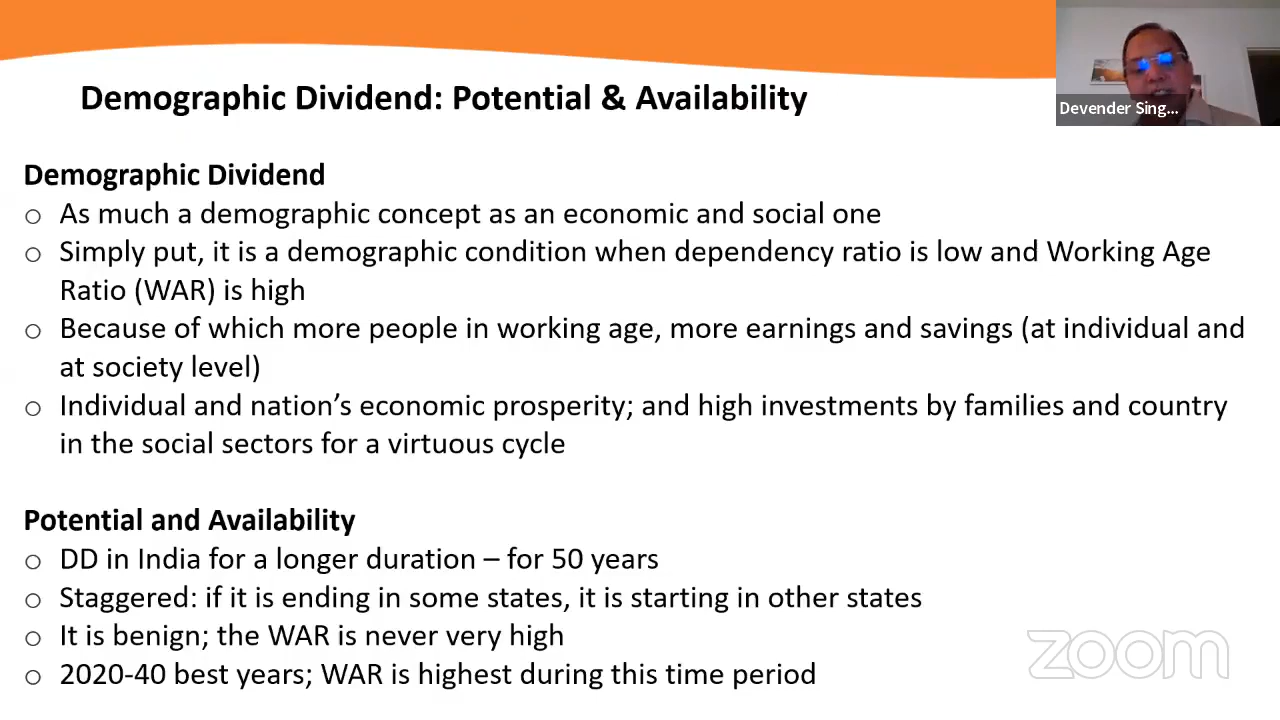 Demographic Dividend: Potential & Availability
Devender Sing...
Demographic Dividend
o As much a demographic concept as an economic and social one
o Simply put, it is a demographic condition when dependency ratio is low and Working Age
Ratio (WAR) is high
o Because of which more people in working age, more earnings and savings (at individual and
at society level)
o Individual and nation’s economic prosperity; and high investments by families and country
in the social sectors for a virtuous cycle
Potential and Availability
o DD in India for a longer duration – for 50 years
o Staggered: if it is ending in some states, it is starting in other states
o It is benign; the WAR is never very high
o 2020-40 best years; WAR is highest during this time period
zoom